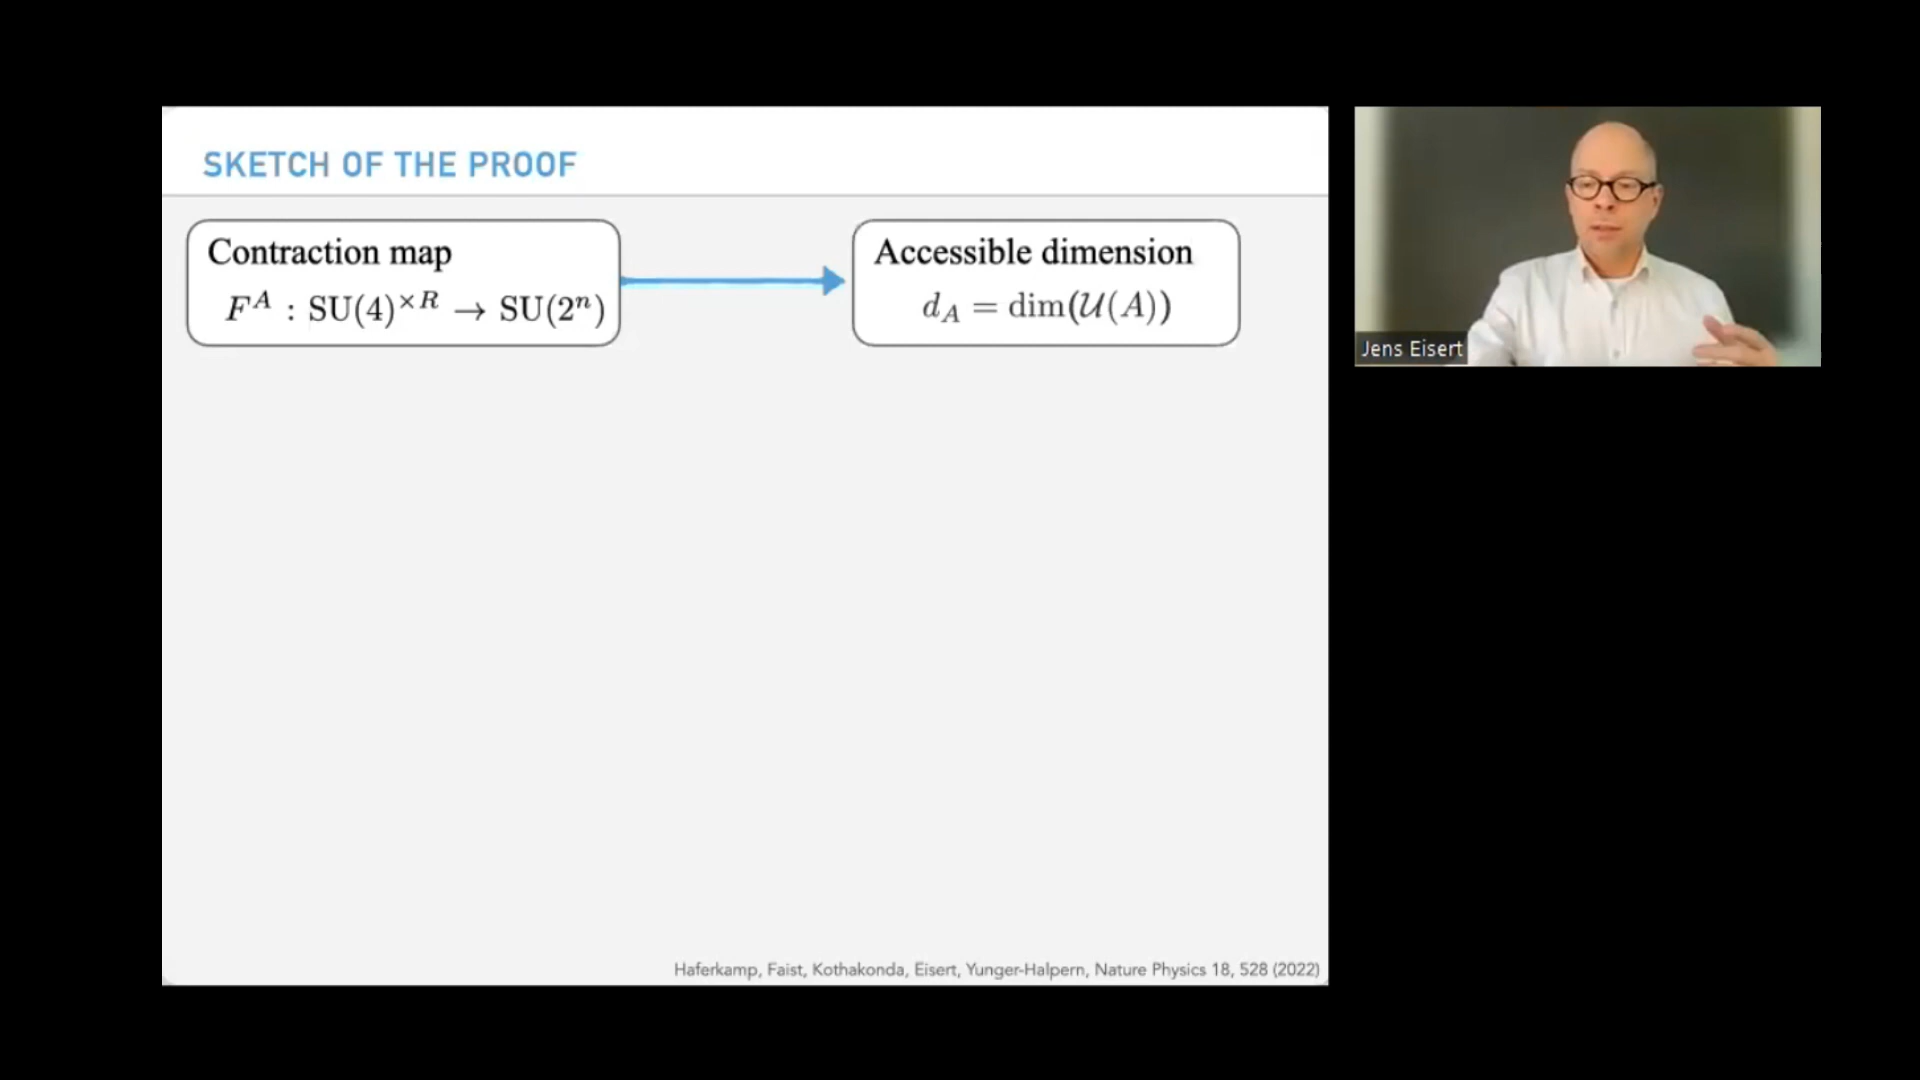 SKETCH OF THE PROOF
Contraction map
F^A : SU(4)^{×R} → SU(2^n)
Accessible dimension
d_A = dim(𝒰(A))
Jens Eisert
Haferkamp, Faist, Kothakonda, Eisert, Yunger-Halpern, Nature Physics 18, 528 (2022)